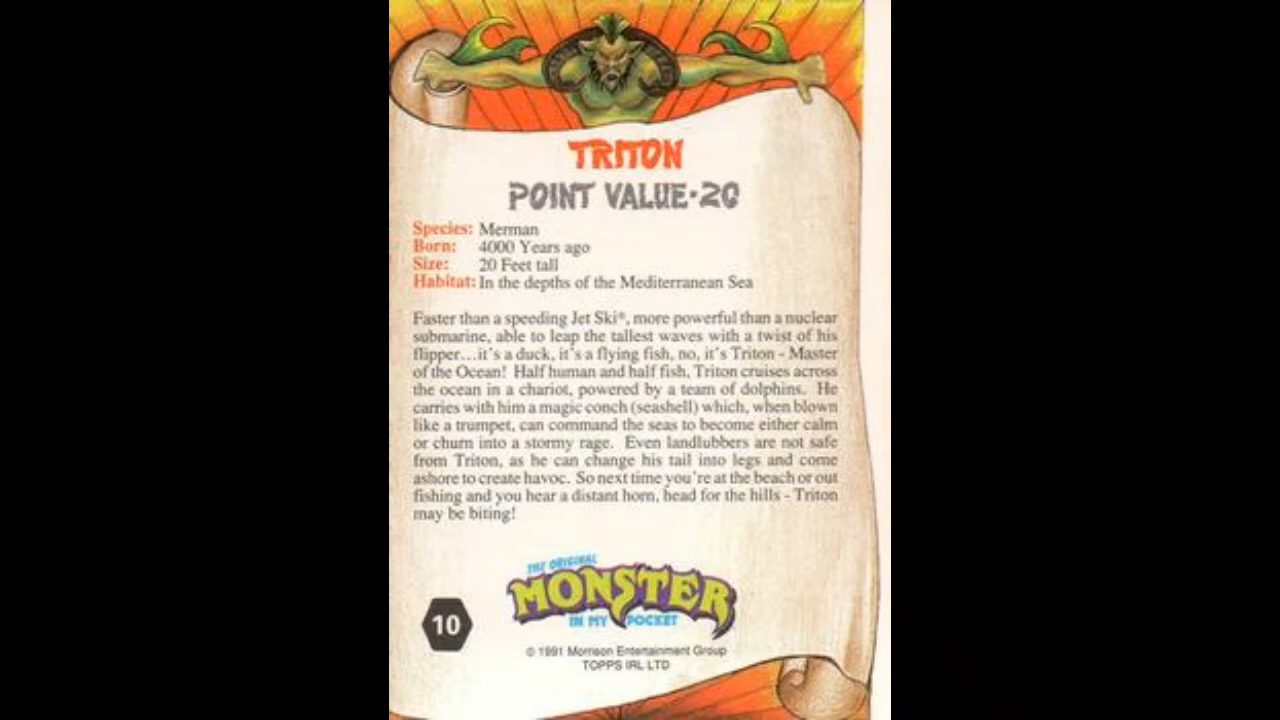 TRITON
POINT VALUE·20
Species: Merman
Born: 4000 Years ago
Size: 20 Feet tall
Habitat: In the depths of the Mediterranean Sea
Faster than a speeding Jet Ski®, more powerful than a nuclear
submarine, able to leap the tallest waves with a twist of his
flipper...it's a duck, it's a flying fish, no, it's Triton - Master
of the Ocean! Half human and half fish, Triton cruises across
the ocean in a chariot, powered by a team of dolphins. He
carries with him a magic conch (seashell) which, when blown
like a trumpet, can command the seas to become either calm
or churn into a stormy rage. Even landlubbers are not safe
from Triton, as he can change his tail into legs and come
ashore to create havoc. So next time you're at the beach or out
fishing and you hear a distant horn, head for the hills - Triton
may be biting!
THE ORIGINAL
MONSTER
IN MY POCKET
10
© 1991 Morrison Entertainment Group
TOPPS IRL LTD